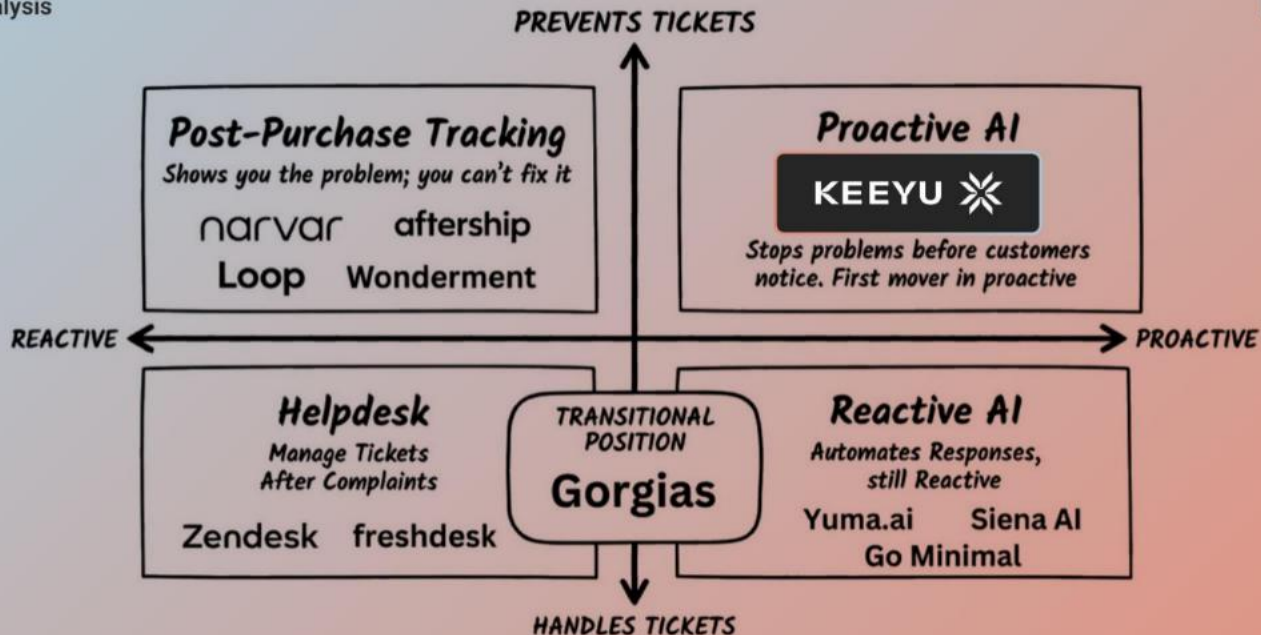 PREVENTS TICKETS
Post-Purchase Tracking
Shows you the problem; you can't fix it
narvar aftership
Loop Wonderment
Proactive AI
KEEYU
Stops problems before customers
notice. First mover in proactive
REACTIVE
PROACTIVE
Helpdesk
Manage Tickets
After Complaints
Zendesk freshdesk
TRANSITIONAL
POSITION
Gorgias
Reactive AI
Automates Responses,
still Reactive
Yuma.ai Siena AI
Go Minimal
HANDLES TICKETS